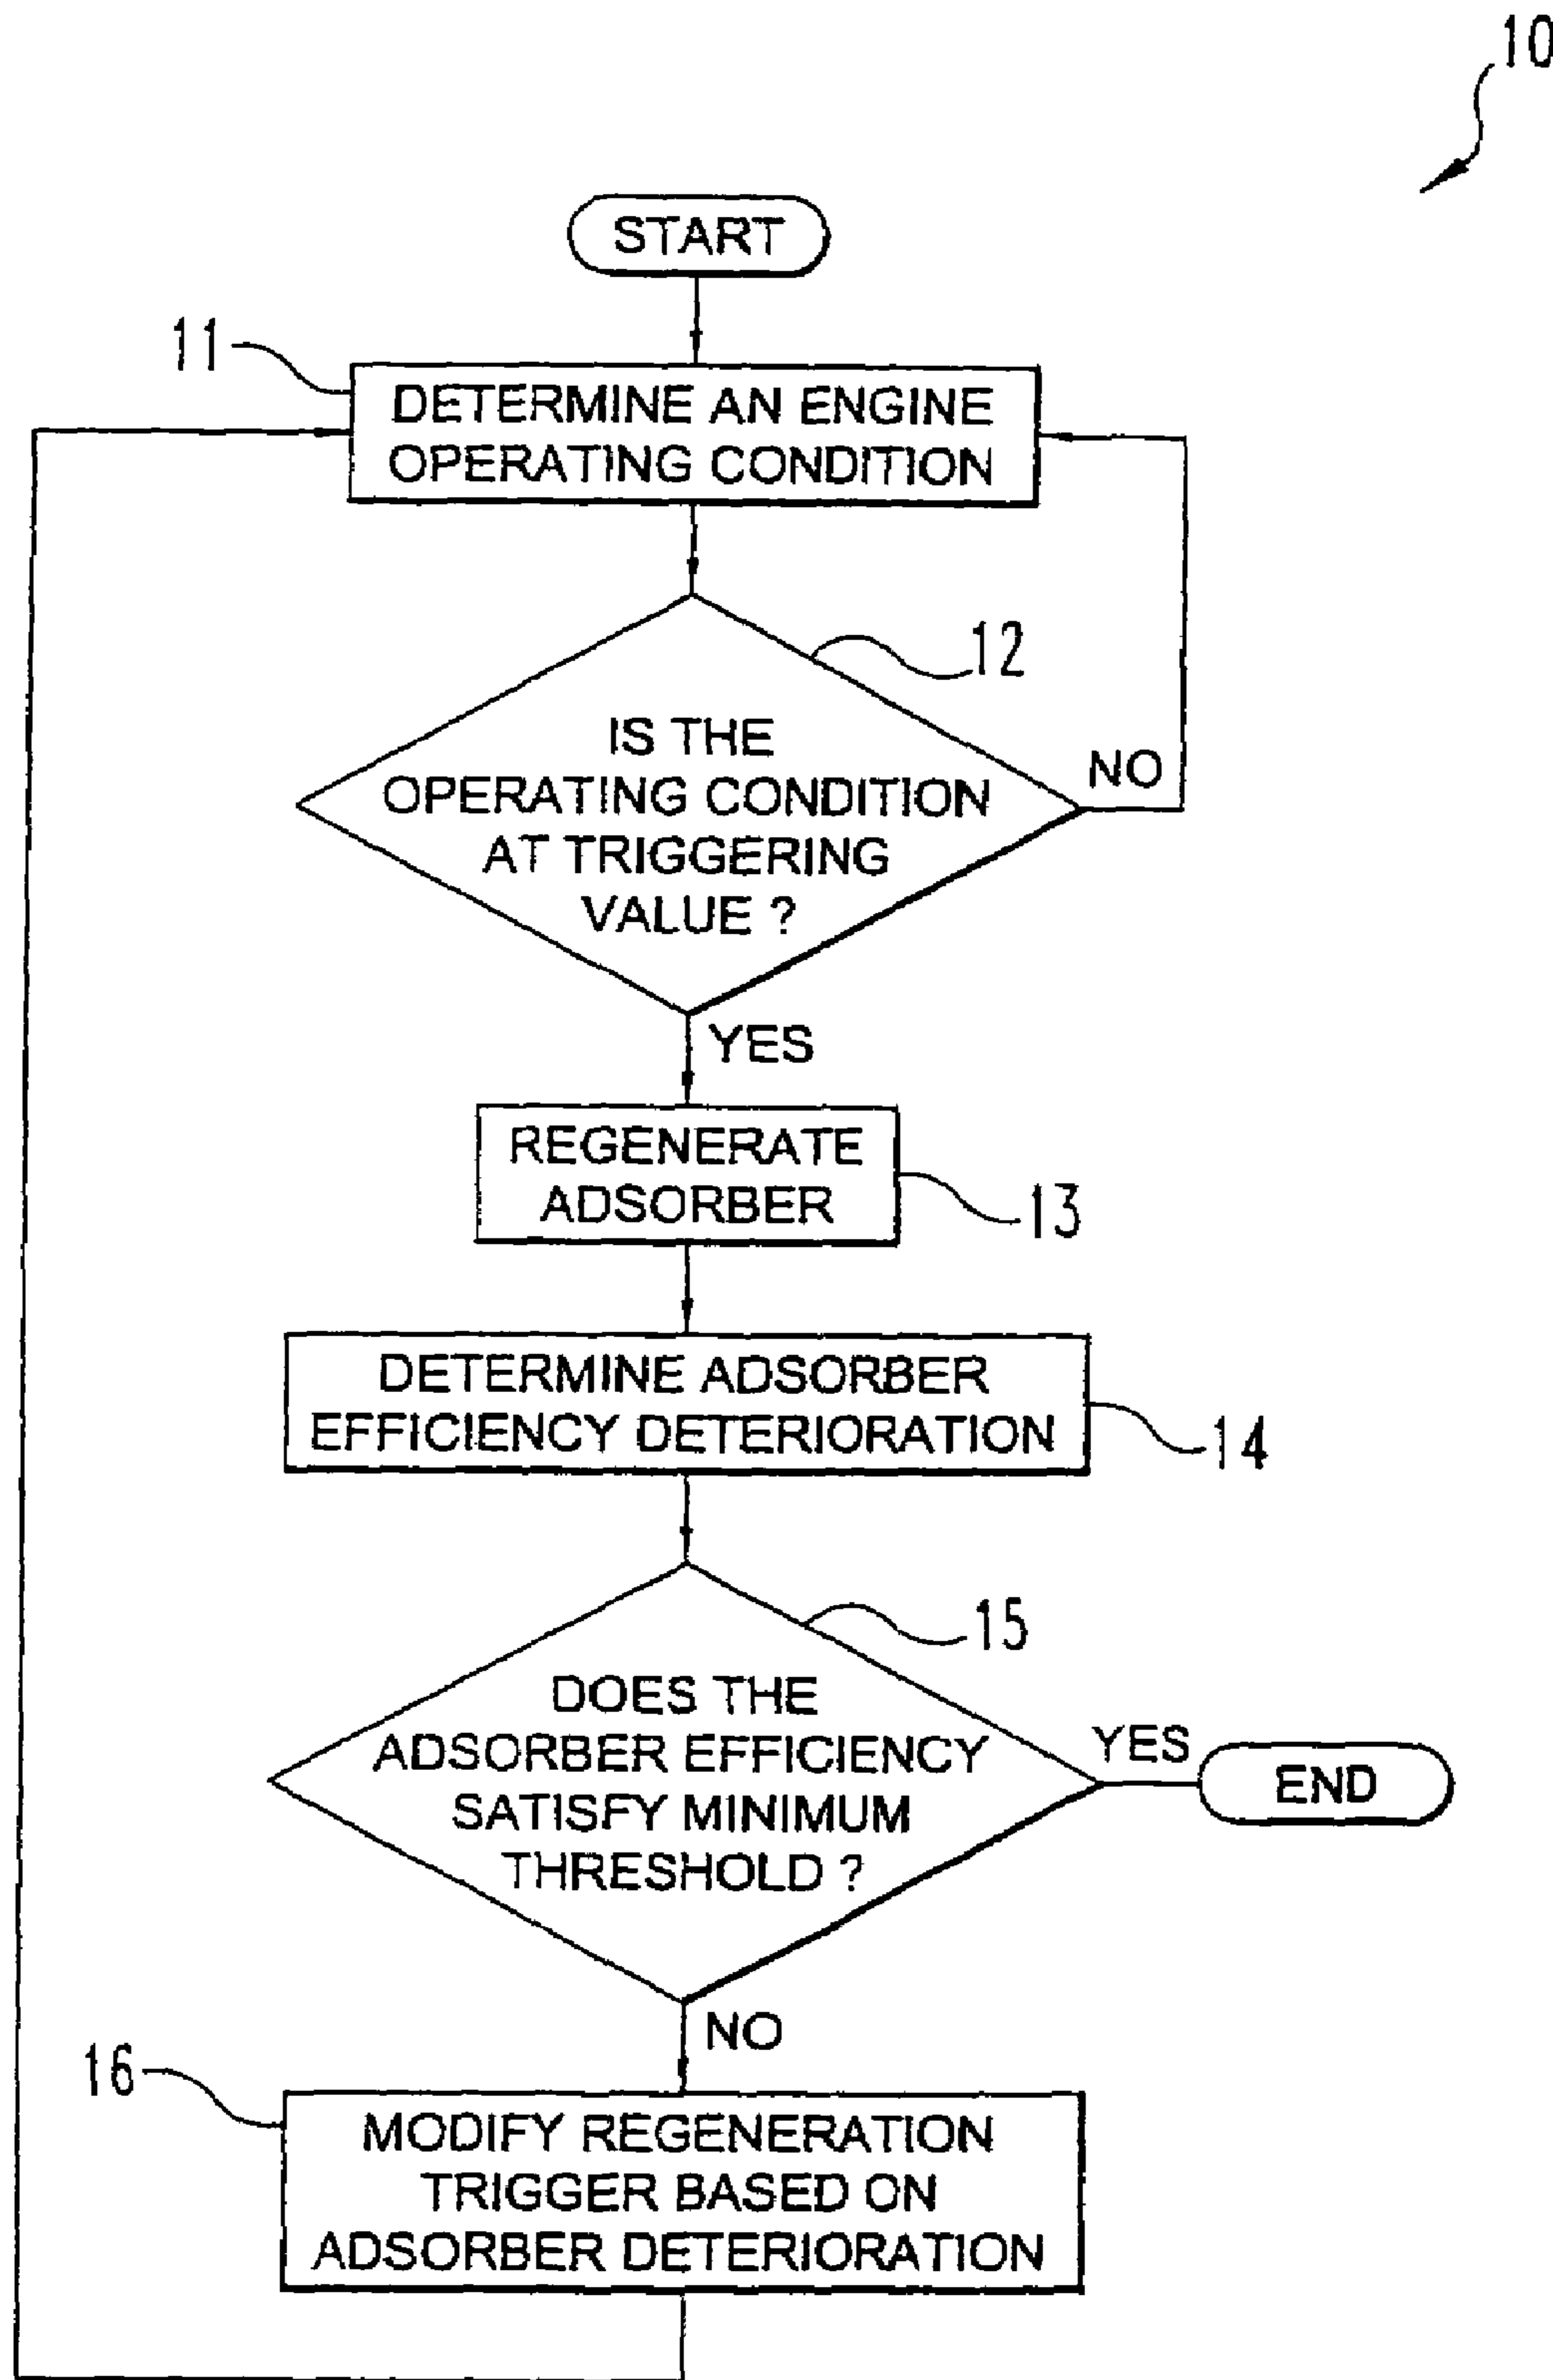 10
START
11
DETERMINE AN ENGINE
OPERATING CONDITION
12
IS THE
OPERATING CONDITION
AT TRIGGERING
VALUE ?
NO
YES
REGENERATE
ADSORBER
13
DETERMINE ADSORBER
EFFICIENCY DETERIORATION
14
15
DOES THE
ADSORBER EFFICIENCY
SATISFY MINIMUM
THRESHOLD ?
YES
END
NO
16
MODIFY REGENERATION
TRIGGER BASED ON
ADSORBER DETERIORATION